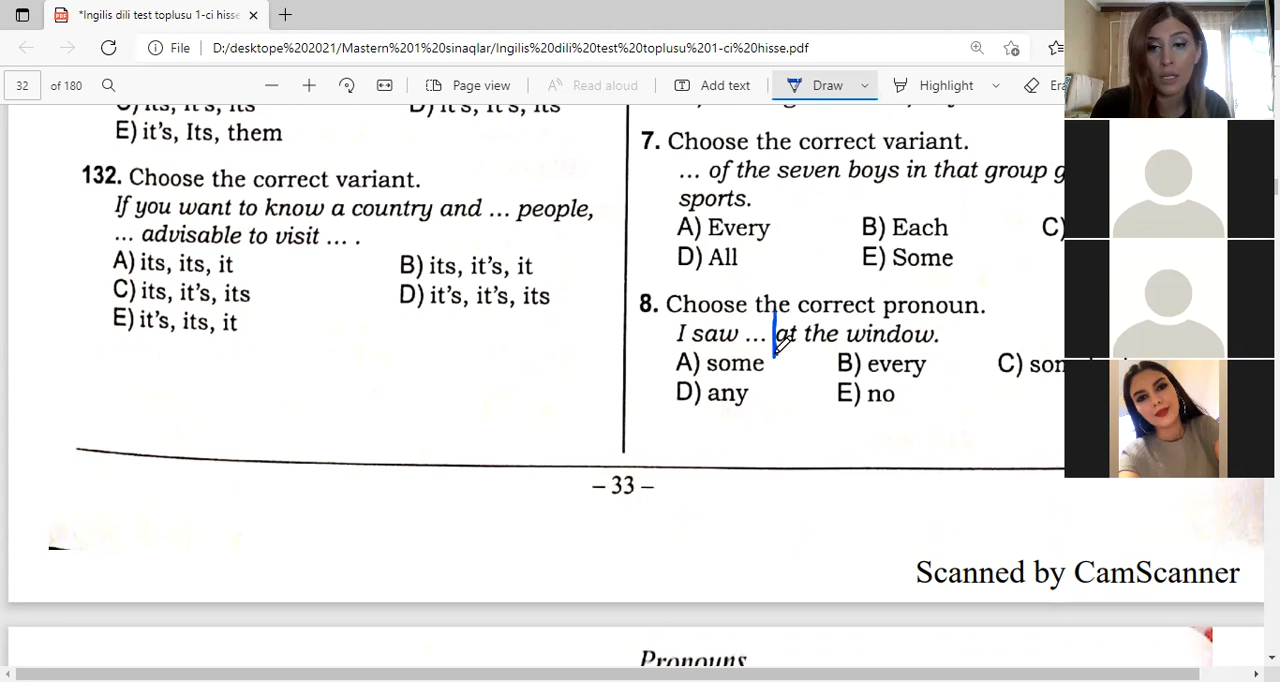 *Ingilis dili test toplusu 1-ci hisse
File D:/desktope%202021/Mastern%201%20sinaqlar/Ingilis%20dili%20test%20toplusu%201-ci%20hisse.pdf
32 of 180 Page view Read aloud Add text Draw Highlight
E) it's, Its, them
132. Choose the correct variant.
If you want to know a country and ... people,
... advisable to visit ... .
A) its, its, it B) its, it's, it
C) its, it's, its D) it's, it's, its
E) it's, its, it
7. Choose the correct variant.
... of the seven boys in that group
sports.
A) Every B) Each C)
D) All E) Some
8. Choose the correct pronoun.
I saw ... at the window.
A) some B) every C)
D) any E) no
– 33 –
Scanned by CamScanner
Pronouns